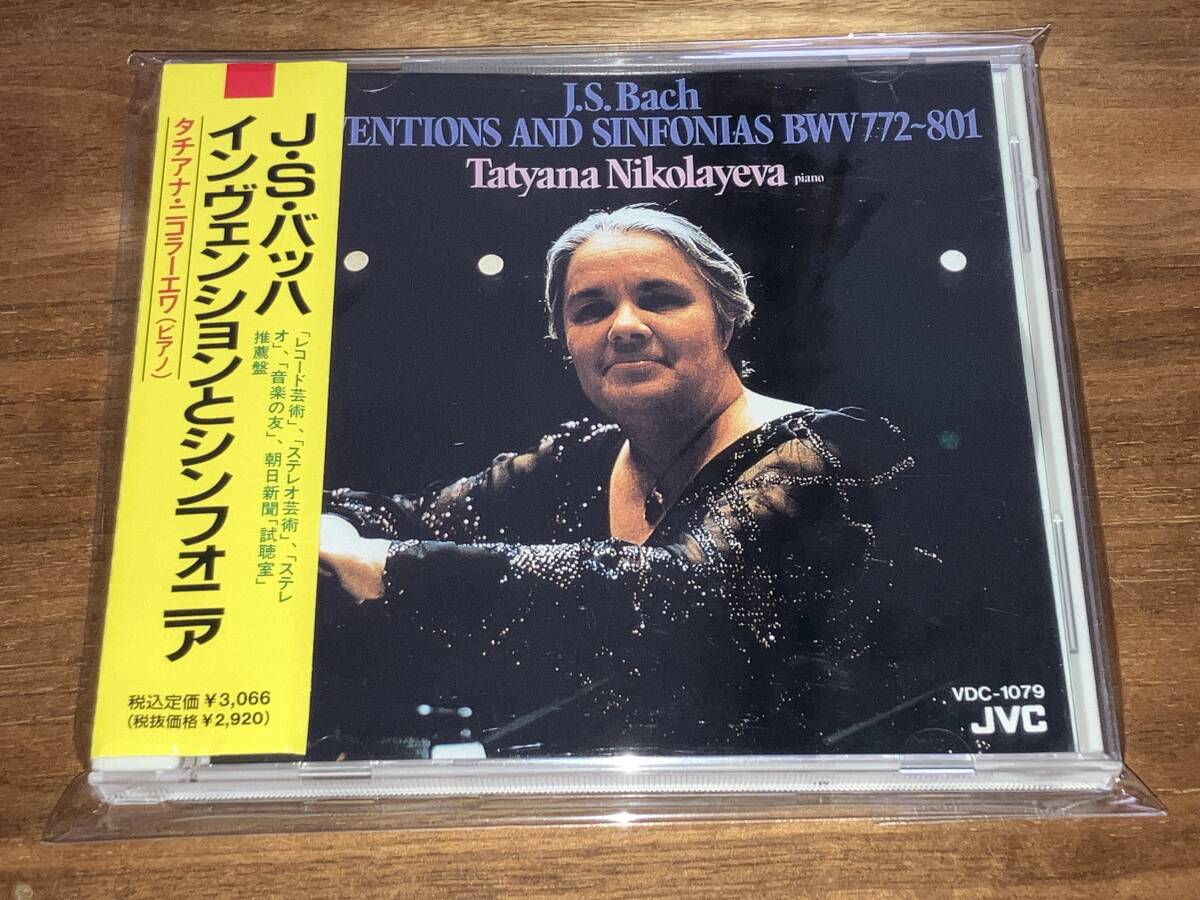 J・S・バッハ
インヴェンションとシンフォニア
タチアナ・ニコラーエワ(ピアノ)
「レコード芸術」、「ステレオ芸術」、「ステレ
オ」、「音楽の友」、朝日新聞「試聴室」
推薦盤
税込定価¥3,066
(税抜価格¥2,920)
J.S. Bach
VENTIONS AND SINFONIAS BWV 772~801
Tatyana Nikolayeva piano
VDC-1079
JVC